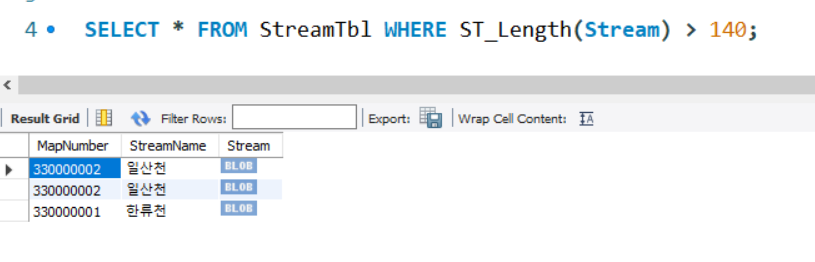 4 SELECT * FROM StreamTbl WHERE ST_Length(Stream) > 140;
Result Grid Filter Rows: Export: Wrap Cell Content: IA
MapNumber StreamName Stream
330000002 일산천 BLOB
330000002 일산천 BLOB
330000001 한류천 BLOB